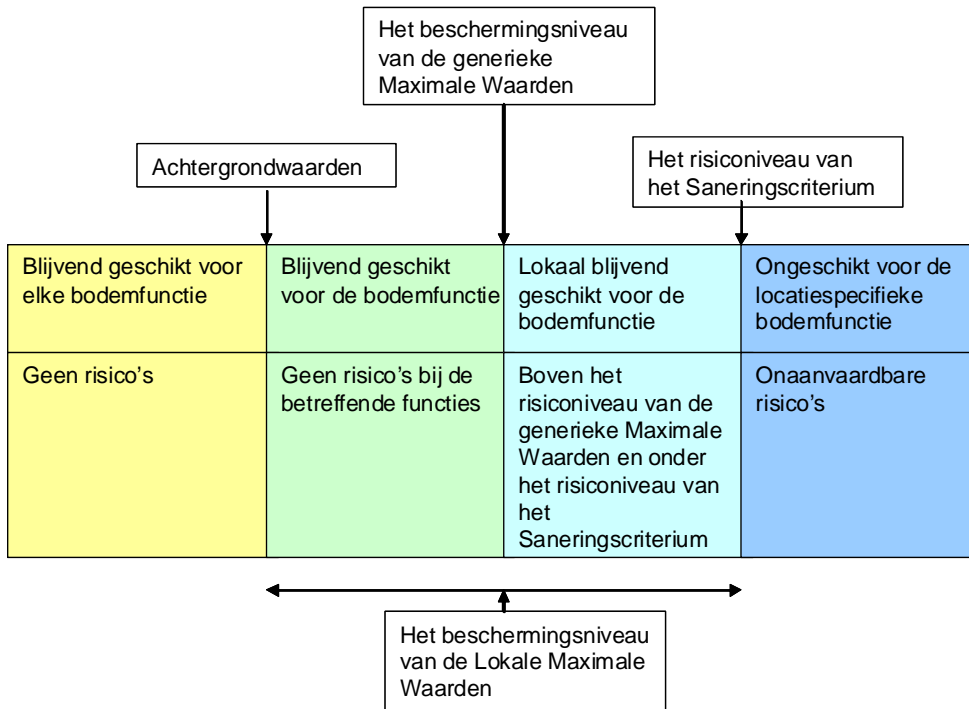 Het beschermingsniveau
van de generieke
Maximale Waarden
Achtergrondwaarden
Het risiconiveau van
het Saneringscriterium
Blijvend geschikt voor
elke bodemfunctie
Blijvend geschikt
voor de bodemfunctie
Lokaal blijvend
geschikt voor de
bodemfunctie
Ongeschikt voor de
locatiespecifieke
bodemfunctie
Geen risico's
Geen risico's bij de
betreffende functies
Boven het
risiconiveau van de
generieke Maximale
Waarden en onder
het risiconiveau van
het
Saneringscriterium
Onaanvaardbare
risico's
Het beschermingsniveau
van de Lokale Maximale
Waarden